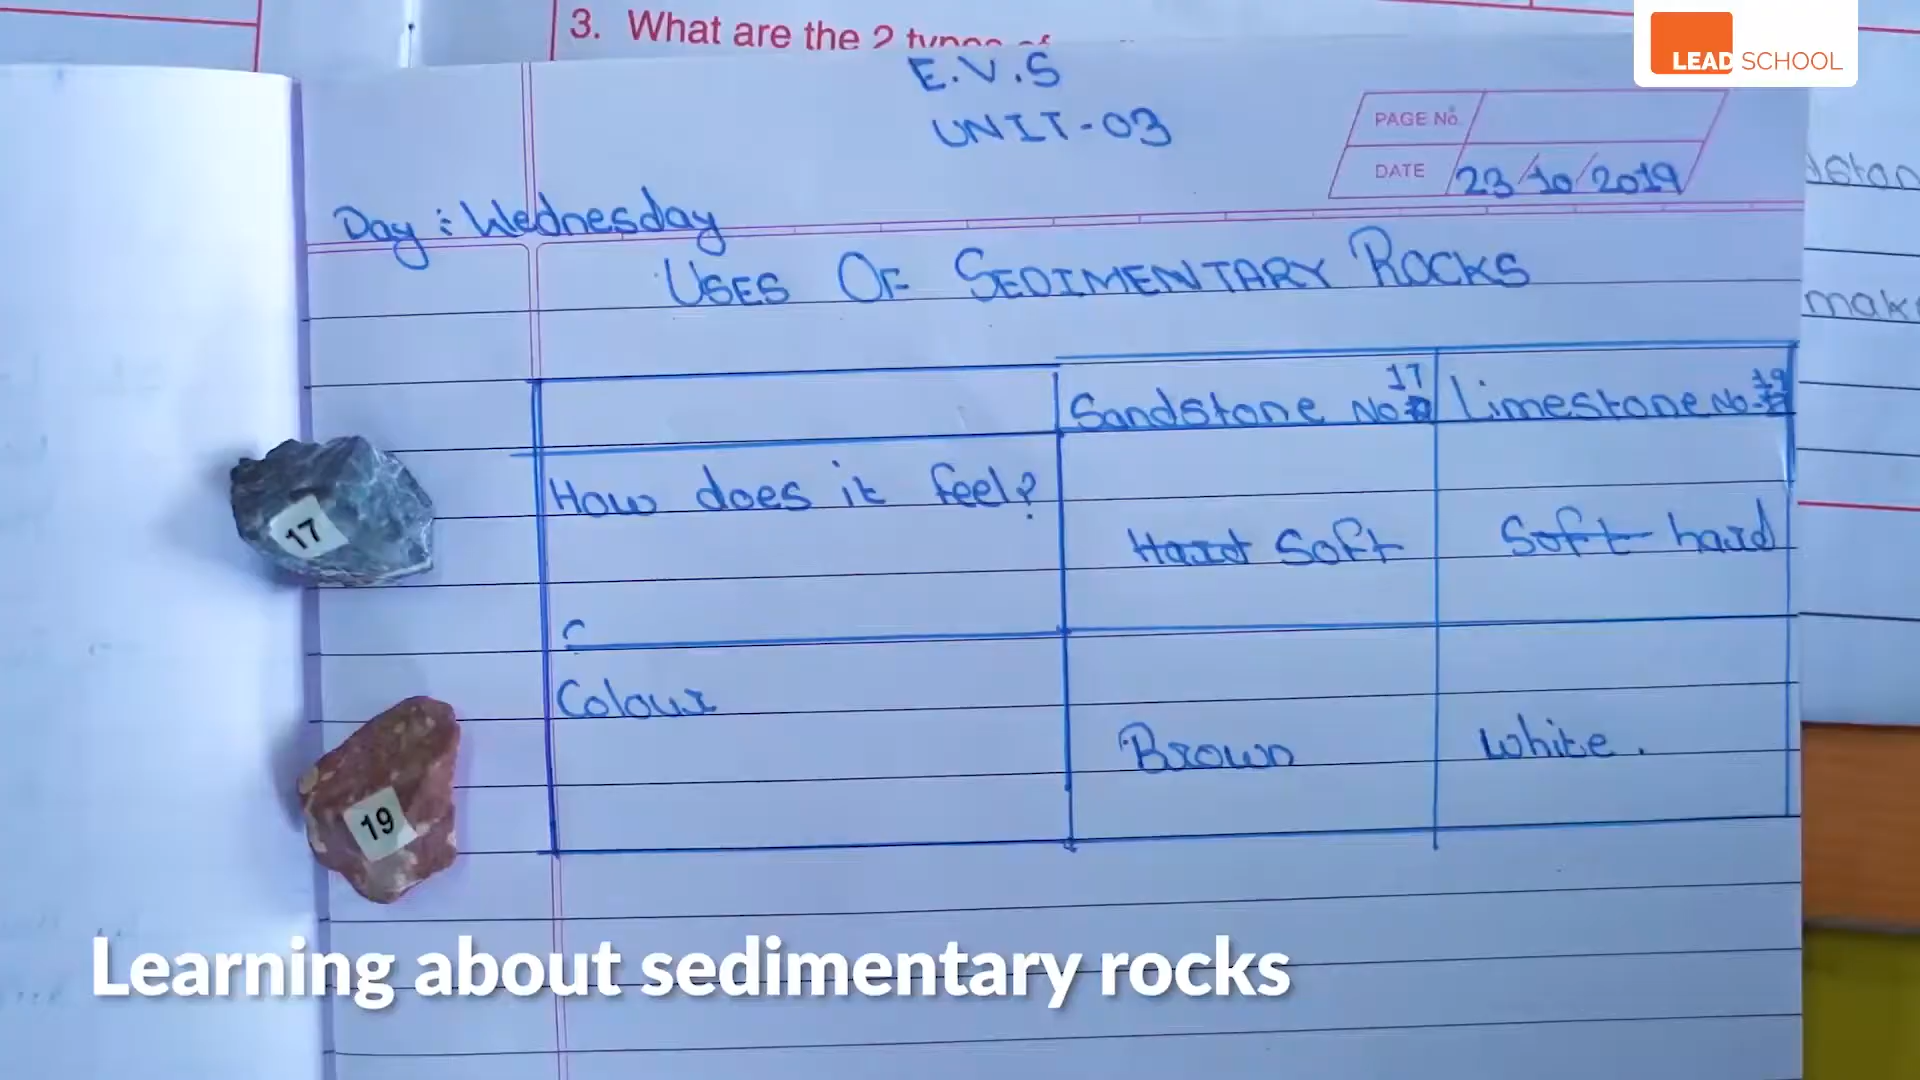 3. What are the 2 types of
LEAD SCHOOL
E.V.S
UNIT-03
PAGE No.
DATE 23/10/2019
Day : Wednesday
USES OF SEDIMENTARY ROCKS
Sandstone No 17 Limestone No. 19
How does it feel? Hard Soft Soft hard
Colour Brown White.
17
19
Learning about sedimentary rocks